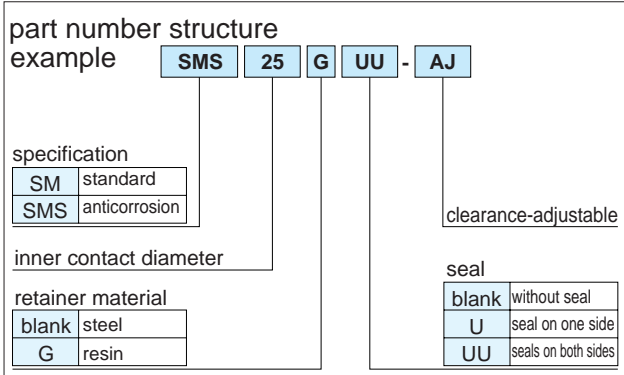 part number structure
example SMS 25 G UU - AJ
specification
SM standard
SMS anticorrosion
inner contact diameter
retainer material
blank steel
G resin
clearance-adjustable
seal
blank without seal
U seal on one side
UU seals on both sides